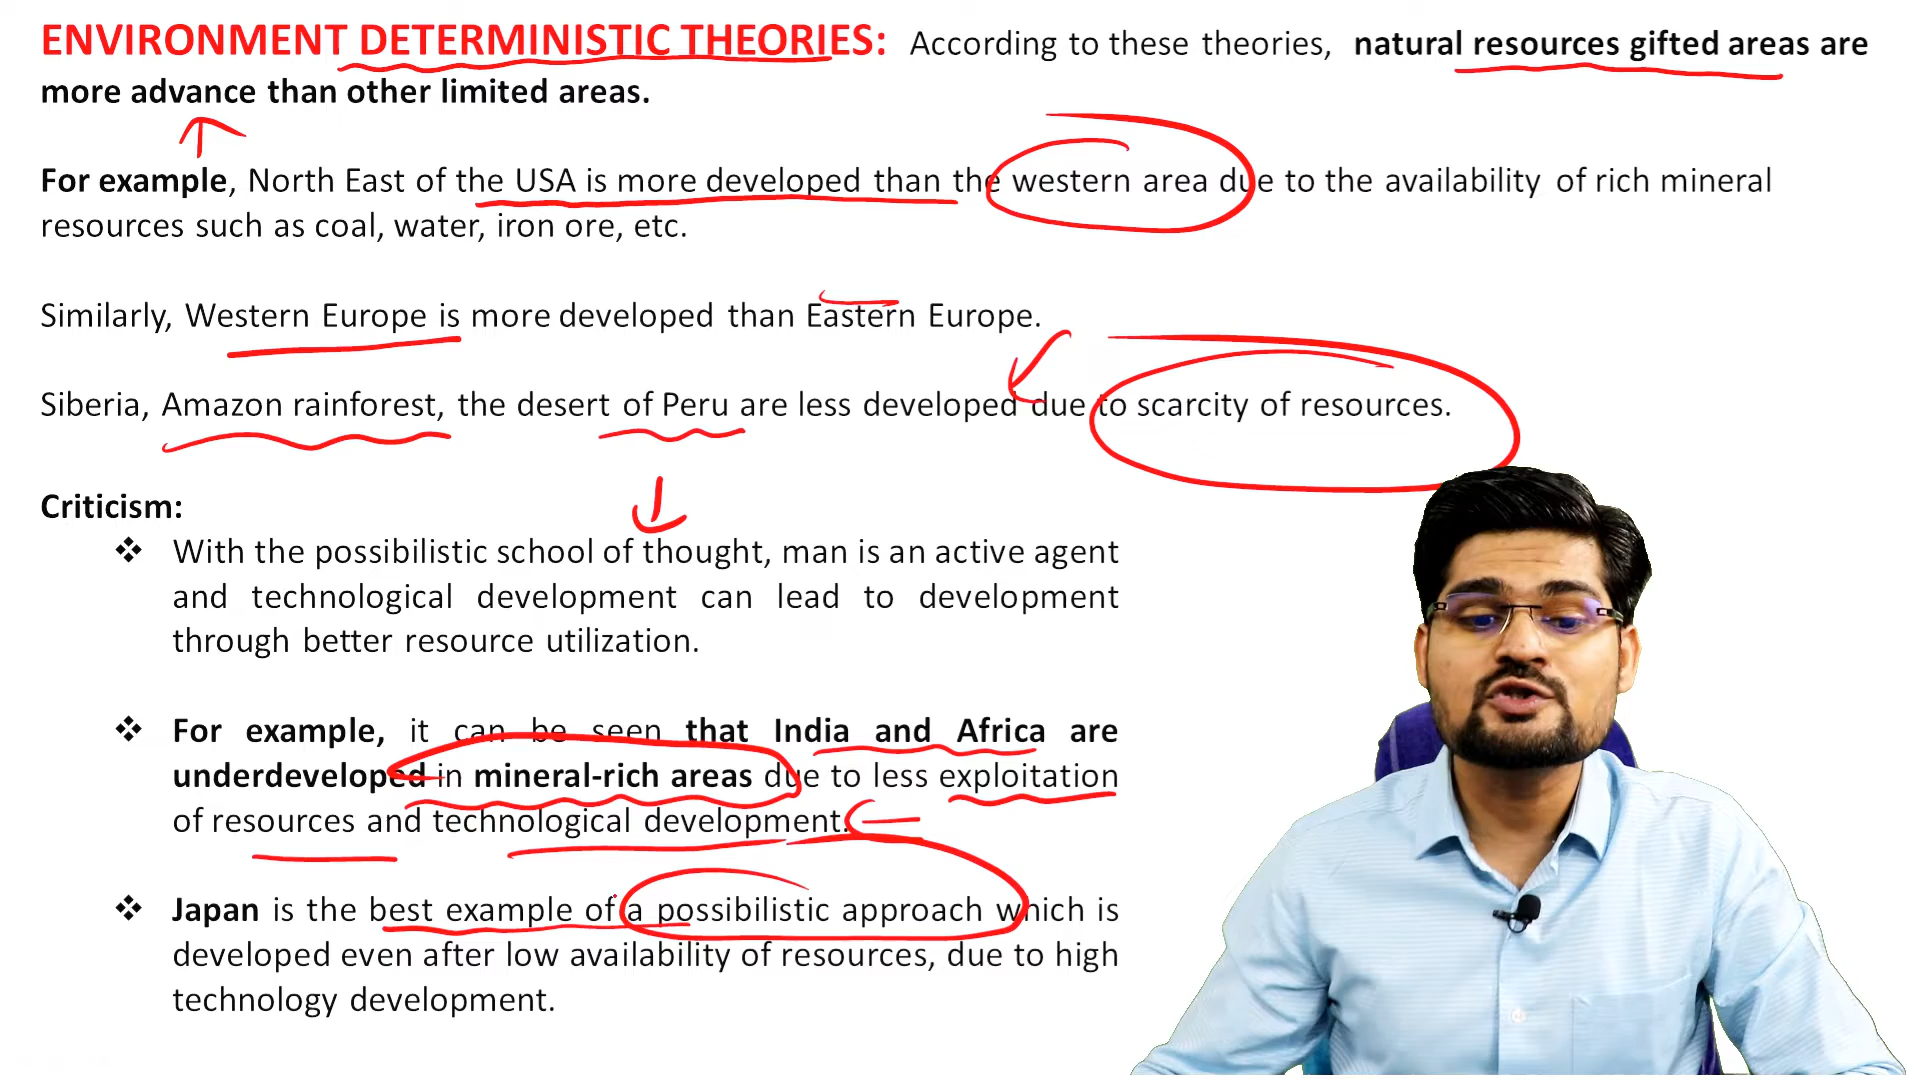 ENVIRONMENT DETERMINISTIC THEORIES: According to these theories, natural resources gifted areas are
more advance than other limited areas.
For example, North East of the USA is more developed than the western area due to the availability of rich mineral
resources such as coal, water, iron ore, etc.
Similarly, Western Europe is more developed than Eastern Europe.
Siberia, Amazon rainforest, the desert of Peru are less developed due to scarcity of resources.
Criticism:
❖ With the possibilistic school of thought, man is an active agent
and technological development can lead to development
through better resource utilization.
❖ For example, it can be seen that India and Africa are
underdeveloped in mineral-rich areas due to less exploitation
of resources and technological development.
❖ Japan is the best example of a possibilistic approach which is
developed even after low availability of resources, due to high
technology development.